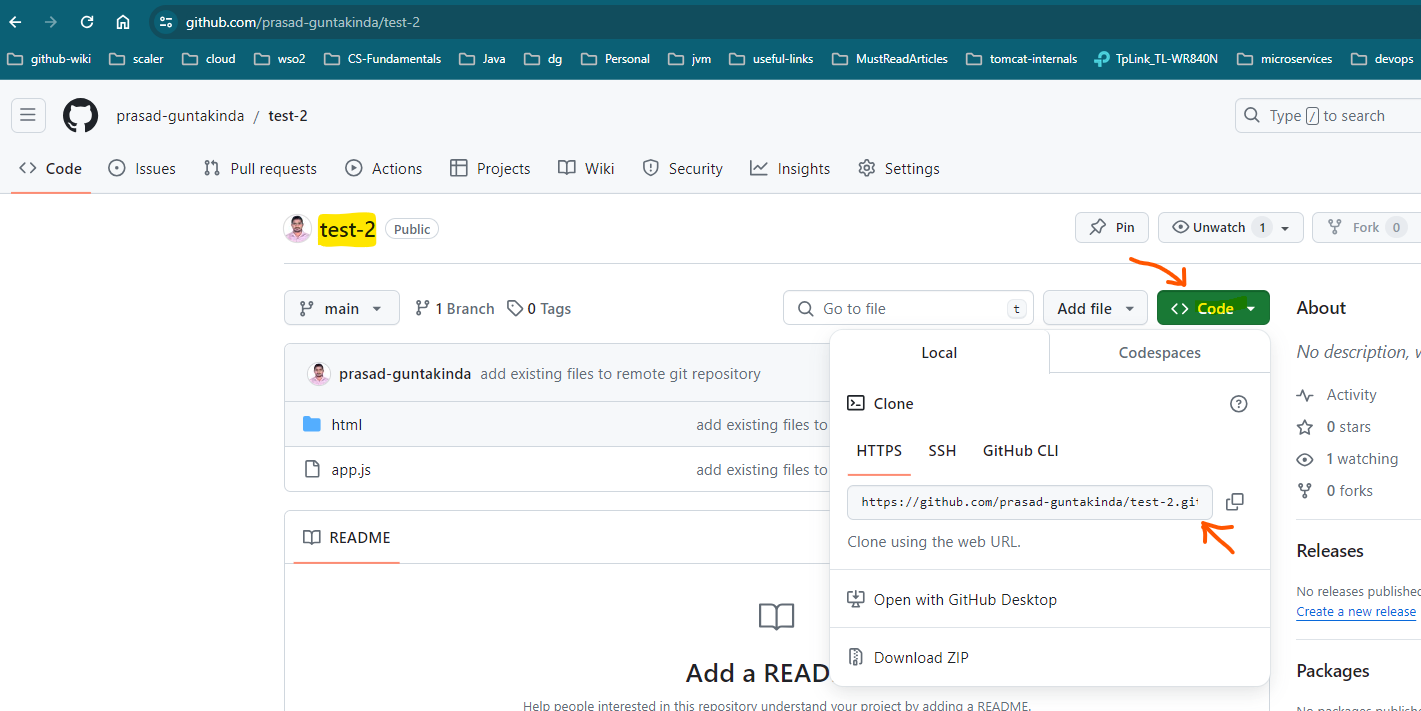 github.com/prasad-guntakinda/test-2
github-wiki scaler cloud wso2 CS-Fundamentals Java dg Personal jvm useful-links MustReadArticles tomcat-internals TpLink_TL-WR840N microservices devops
prasad-guntakinda / test-2
Type / to search
Code Issues Pull requests Actions Projects Wiki Security Insights Settings
test-2 Public
Pin Unwatch 1 Fork 0
main 1 Branch 0 Tags
Go to file t Add file Code
About
Local Codespaces
No description,
prasad-guntakinda add existing files to remote git repository
Clone
Activity
html add existing files to
0 stars
HTTPS SSH GitHub CLI
1 watching
app.js add existing files to
0 forks
https://github.com/prasad-guntakinda/test-2.git
README
Clone using the web URL.
Releases
No releases published
Create a new release
Open with GitHub Desktop
Download ZIP
Add a READ
Packages
Help people interested in this repository understand your project by adding a README.